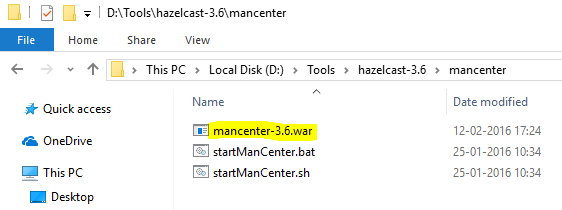 D:\Tools\hazelcast-3.6\mancenter
File Home Share View
This PC Local Disk (D:) Tools hazelcast-3.6 mancenter
Name Date modified
Quick access
mancenter-3.6.war 12-02-2016 17:24
OneDrive
startManCenter.bat 25-01-2016 10:34
This PC
startManCenter.sh 25-01-2016 10:34
Desktop